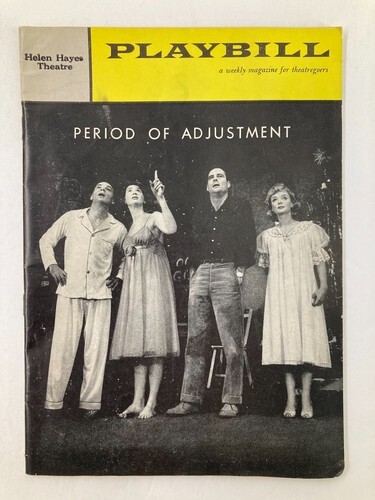 Helen Hayes
Theatre
PLAYBILL
a weekly magazine for theatregoers
PERIOD OF ADJUSTMENT